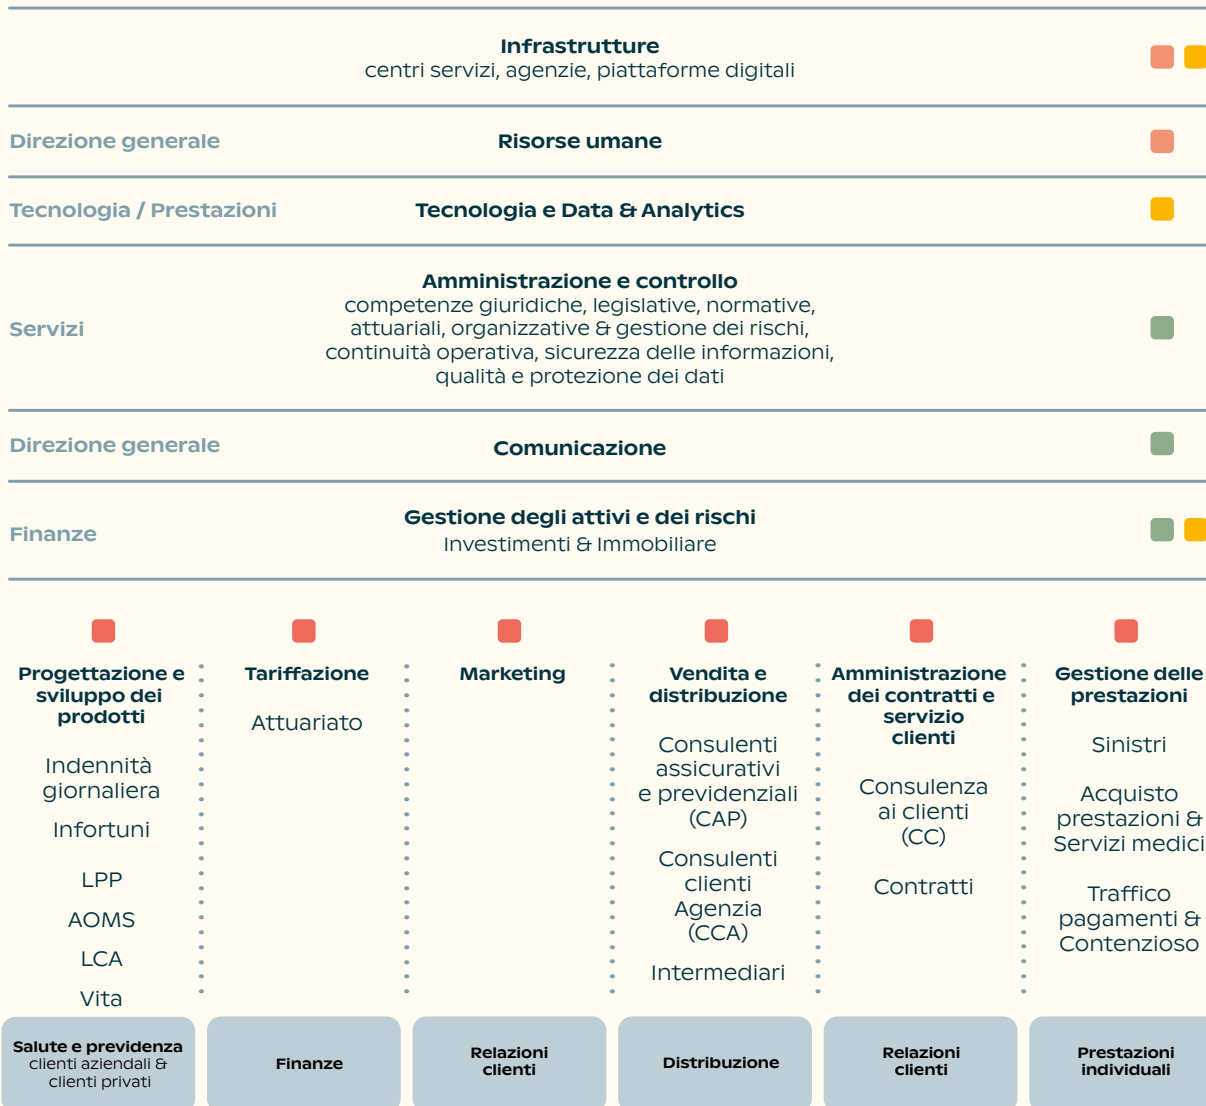 Infrastrutture
centri servizi, agenzie, piattaforme digitali
Direzione generale
Risorse umane
Tecnologia / Prestazioni
Tecnologia e Data & Analytics
Servizi
Amministrazione e controllo
competenze giuridiche, legislative, normative,
attuariali, organizzative & gestione dei rischi,
continuità operativa, sicurezza delle informazioni,
qualità e protezione dei dati
Direzione generale
Comunicazione
Finanze
Gestione degli attivi e dei rischi
Investimenti & Immobiliare
Progettazione e
sviluppo dei
prodotti
Indennità
giornaliera
Infortuni
LPP
AOMS
LCA
Vita
Salute e previdenza
clienti aziendali &
clienti privati
Tariffazione
Attuariato
Finanze
Marketing
Relazioni
clienti
Vendita e
distribuzione
Consulenti
assicurativi
e previdenziali
(CAP)
Consulenti
clienti
Agenzia
(CCA)
Intermediari
Distribuzione
Amministrazione
dei contratti e
servizio
clienti
Consulenza
ai clienti
(CC)
Contratti
Relazioni
clienti
Gestione delle
prestazioni
Sinistri
Acquisto
prestazioni &
Servizi medici
Traffico
pagamenti &
Contenzioso
Prestazioni
individuali